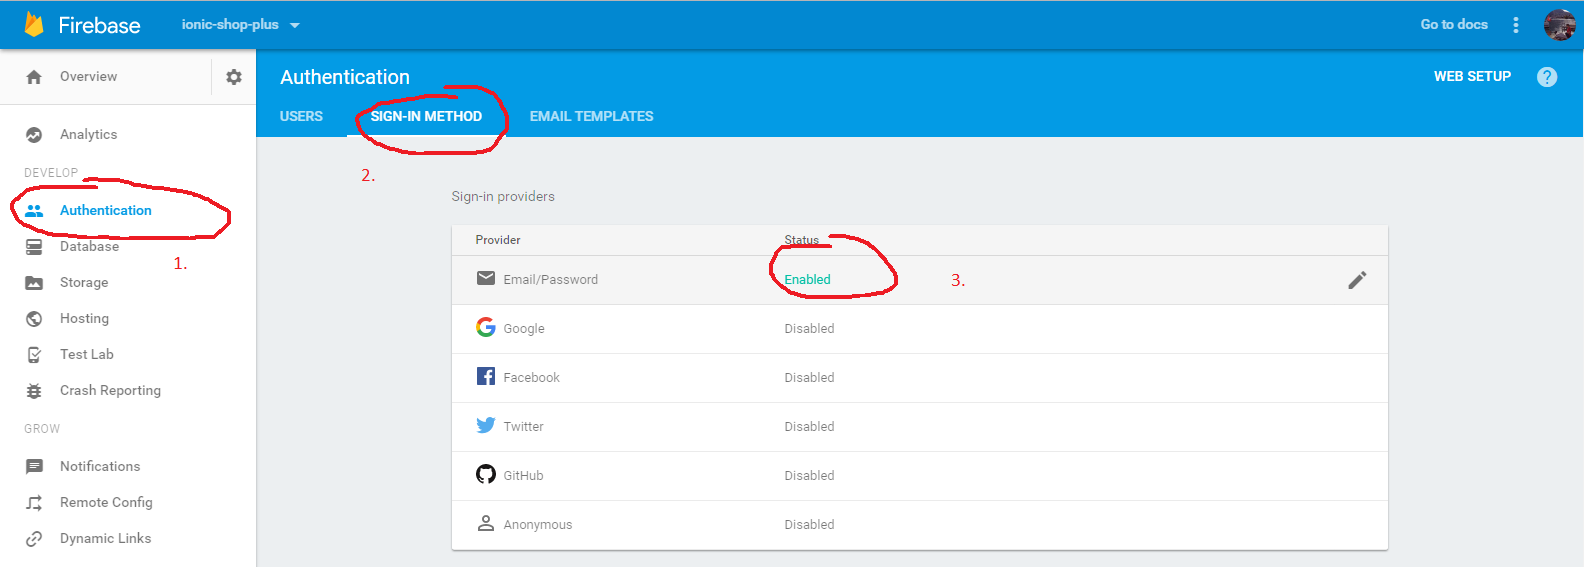 Firebase
ionic-shop-plus
Go to docs
Overview
Authentication
WEB SETUP
?
USERS
SIGN-IN METHOD
EMAIL TEMPLATES
Analytics
DEVELOP
2.
Sign-in providers
Authentication
Database
1.
Storage
Hosting
Test Lab
Crash Reporting
GROW
Notifications
Remote Config
Dynamic Links
Provider
Status
Email/Password
Enabled
3.
Google
Disabled
Facebook
Disabled
Twitter
Disabled
GitHub
Disabled
Anonymous
Disabled